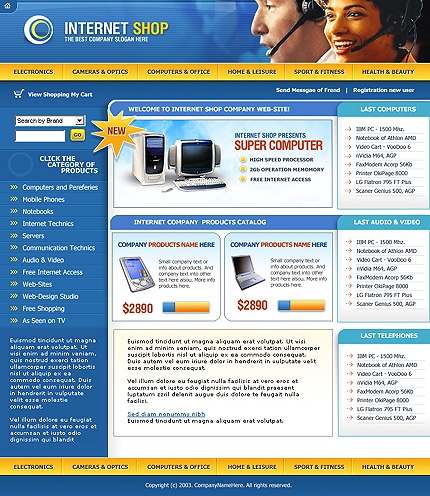 INTERNET SHOP
THE BEST COMPANY SLOGAN HERE
ELECTRONICS
CAMERAS & OPTICS
COMPUTERS & OFFICE
HOME & LEISURE
SPORT & FITNESS
HEALTH & BEAUTY
View Shopping My Cart
Send Messgae of Frend | Registration new user
Search by Brand
GO
CLICK THE
CATEGORY OF
PRODUCTS
Computers and Pereferies
Mobile Phones
Notebooks
Internet Technics
Servers
Communication Technics
Audio & Video
Free Internet Access
Web-Sites
Web-Design Studio
Free Shopping
As Seen on TV
Euismod tincidunt ut magna
aliquam erat volutpat. Ut
wisi enim ad minim veniam,
quis nostrud exerci tation
ullamcorper suscipit
lobortis nisl ut aliquip ex
ea commodo consequat.
Duis autem vel eum iriure
dolor in hendrerit in
vulputate velit esse
molestie consequat.
Vel illum dolore eu feugiat
nulla facilisis at vero eros et
accumsan et iusto odio
dignissim qui blandit
WELCOME TO INTERNET SHOP COMPANY WEB-SITE!
NEW
INTERNET SHOP PRESENTS
SUPER COMPUTER
HIGH SPEED PROCESSOR
2Gb OPERATION MEMOMORY
FREE INTERNET ACCESS
INTERNET COMPANY PRODUCTS CATALOG
COMPANY PRODUCTS NAME HERE
Small company text or
info about products. And
company text into other
text block abou. More info
products here.
$2890
COMPANY PRODUCTS NAME HERE
Small company text or
info about products. And
company text into other
text block abou. More info
products here.
$2890
Euismod tincidunt ut magna aliquam erat volutpat. Ut wisi
enim ad minim veniam, quis nostrud exerci tation ullamcorper
suscipit lobortis nisl ut aliquip ex ea commodo consequat.
Duis autem vel eum iriure dolor in hendrerit in vulputate velit
esse molestie consequat.
Vel illum dolore eu feugiat nulla facilisis at vero eros et
accumsan et iusto odio dignissim qui blandit praesent
luptatum zzril delenit augue duis dolore te feugait nulla
facilisi.
Sed diam nonummy nibh
Euismod tincidunt ut magna aliquam erat volutpat.
LAST COMPUTERS
IBM PC - 1500 Mhz.
Notebook of Athlon AMD
Video Cart - VooDoo 6
nVidia M64, AGP
FaxModem Acorp 56Kb
Printer OkiPage 8000
LG Flatron 795 FT Plus
Scaner Genius 500, AGP
LAST AUDIO & VIDEO
IBM PC - 1500 Mhz.
Notebook of Athlon AMD
Video Cart - VooDoo 6
nVidia M64, AGP
FaxModem Acorp 56Kb
Printer OkiPage 8000
LG Flatron 795 FT Plus
Scaner Genius 500, AGP
LAST TELEPHONES
IBM PC - 1500 Mhz.
Notebook of Athlon AMD
Video Cart - VooDoo 6
nVidia M64, AGP
FaxModem Acorp 56Kb
Printer OkiPage 8000
LG Flatron 795 FT Plus
Scaner Genius 500, AGP
ELECTRONICS
CAMERAS & OPTICS
COMPUTERS & OFFICE
HOME & LEISURE
SPORT & FITNESS
HEALTH & BEAUTY
Copyright (c) 2003. CompanyNameHere. All rights reserved.